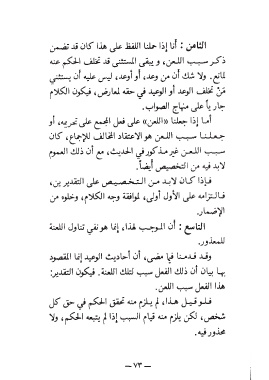 الثامن : أنا إذا حملنا اللفظ على هذا كان قد تضمن
ذكر سبب اللعن، و يبقى المستثنى قد تخلف الحكم عنه
لمانع. ولا شك أن من وعد، أو أوعد، ليس عليه أن يستثني
مَنْ تخلف الوعد أو الوعيد في حقه لمعارض، فيكون الكلام
جارياً على منهاج الصواب.
أما إذا جعلنا «اللعن» على فعل المجمع على تحريمه، أو
جعلنا سبب اللعن هو الاعتقاد المخالف للإجماع، كان
سبب اللعن غير مذكور في الحديث، مع أن ذلك العموم
لابد فيه من التخصيص أيضاً.
فإذا كان لابد من التخصيص على التقديرين،
فالتزامه على الأول أولى، لموافقة وجه الكلام، وخلوه من
الإضمار.
التاسع : أن الموجب لهذا، إنما هو نفي تناول اللعنة
للمعذور.
وقد قدمنا فيما مضى، أن أحاديث الوعيد إنما المقصود
بها بيان أن ذلك الفعل سبب لتلك اللعنة. فيكون التقدير:
هذا الفعل سبب اللعن.
فلو قيل هذا، لم يلزم منه تحقق الحكم في حق كل
شخص، لكن يلزم منه قيام السبب إذا لم يتبعه الحكم، ولا
محذور فيه.
— ٧٣ —